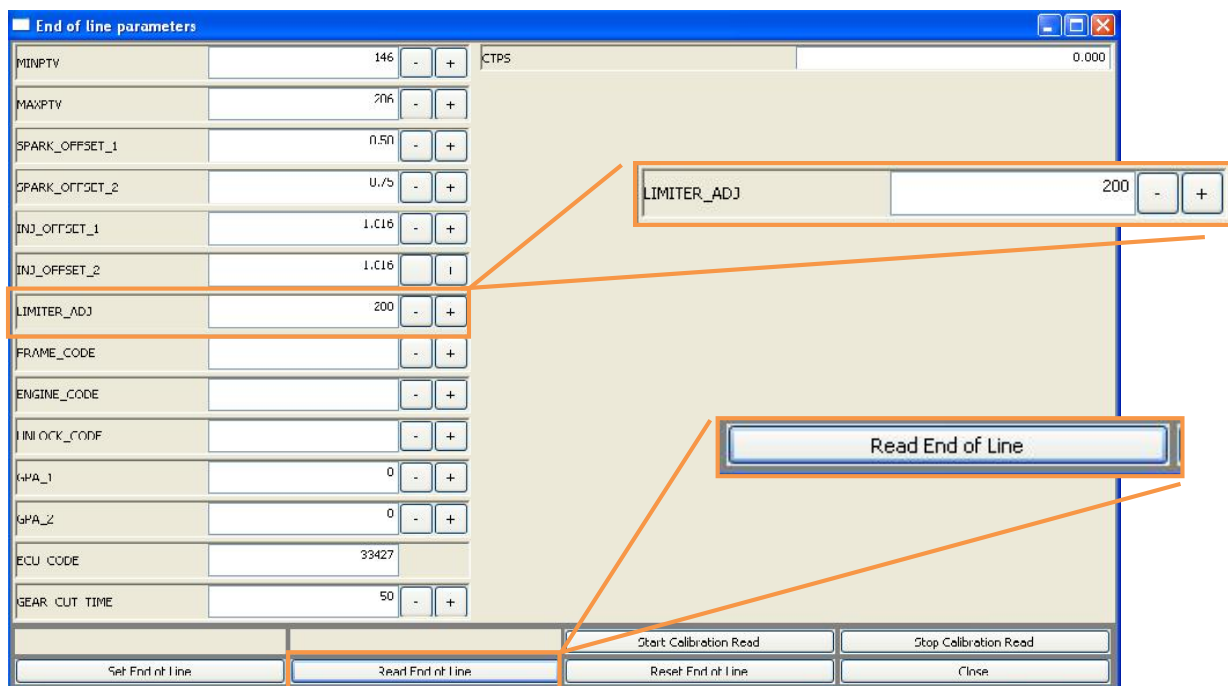 End of line parameters
MINPTV 146 - +
CTPS 0.000
MAXPTV 206 - +
SPARK_OFFSET_1 0.50 - +
SPARK_OFFSET_2 0.75 - +
INJ_OFFSET_1 1.016 - +
INJ_OFFSET_2 1.016
LIMITER_ADJ 200 - +
LIMITER_ADJ 200 - +
FRAME_CODE - +
ENGINE_CODE - +
UNLOCK_CODE - +
Read End of Line
GPA_1 0 - +
GPA_2 0 - +
ECU CODE 33427
GEAR CUT TIME 50 - +
Start Calibration Read Stop Calibration Read
Set End of Line Read End of Line Reset End of Line Close